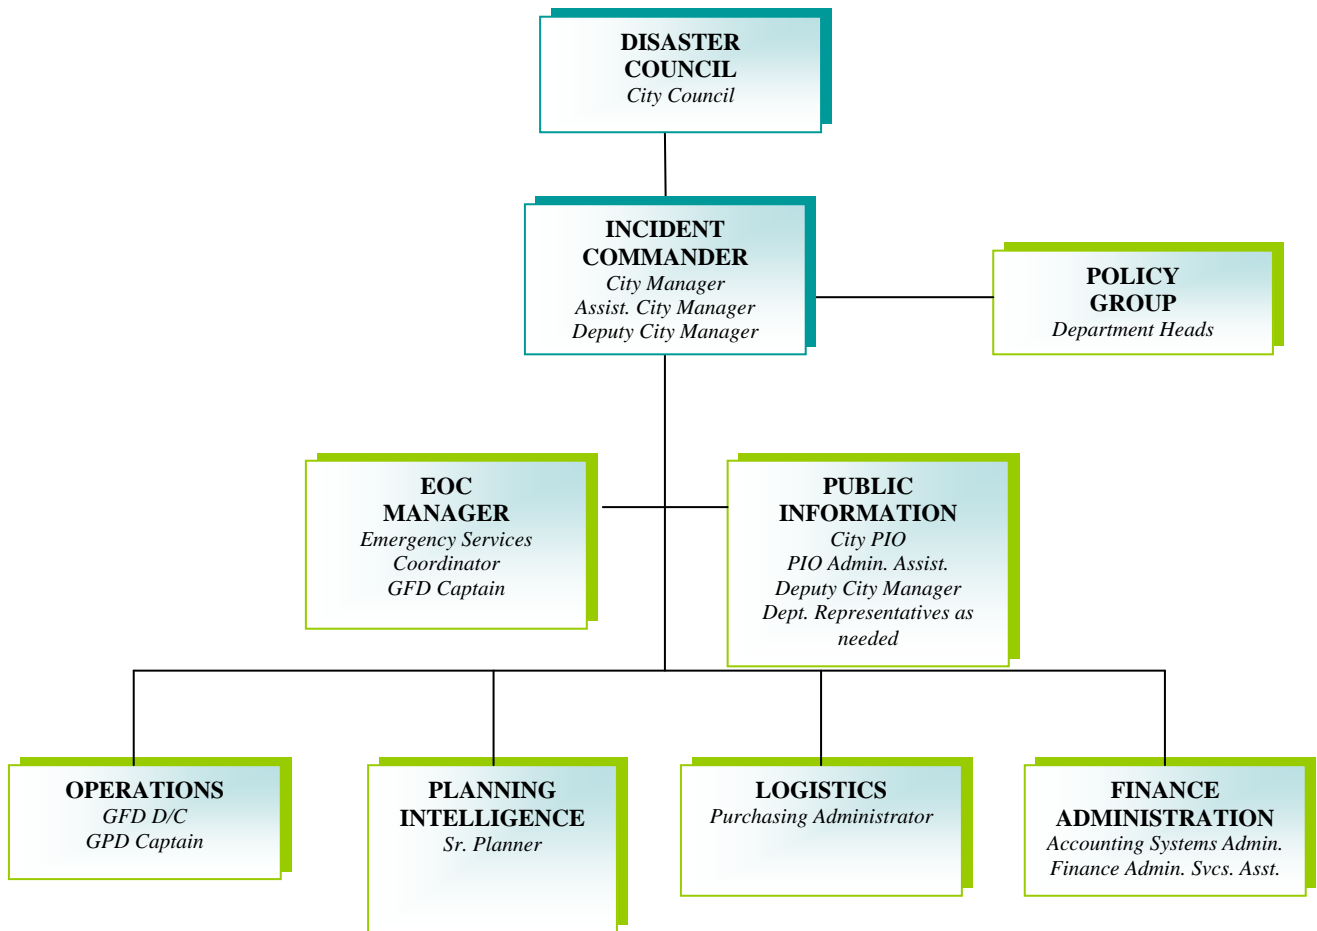 DISASTER
COUNCIL
City Council
INCIDENT
COMMANDER
City Manager
Assist. City Manager
Deputy City Manager
POLICY
GROUP
Department Heads
EOC
MANAGER
Emergency Services
Coordinator
GFD Captain
PUBLIC
INFORMATION
City PIO
PIO Admin. Assist.
Deputy City Manager
Dept. Representatives as
needed
OPERATIONS
GFD D/C
GPD Captain
PLANNING
INTELLIGENCE
Sr. Planner
LOGISTICS
Purchasing Administrator
FINANCE
ADMINISTRATION
Accounting Systems Admin.
Finance Admin. Svcs. Asst.